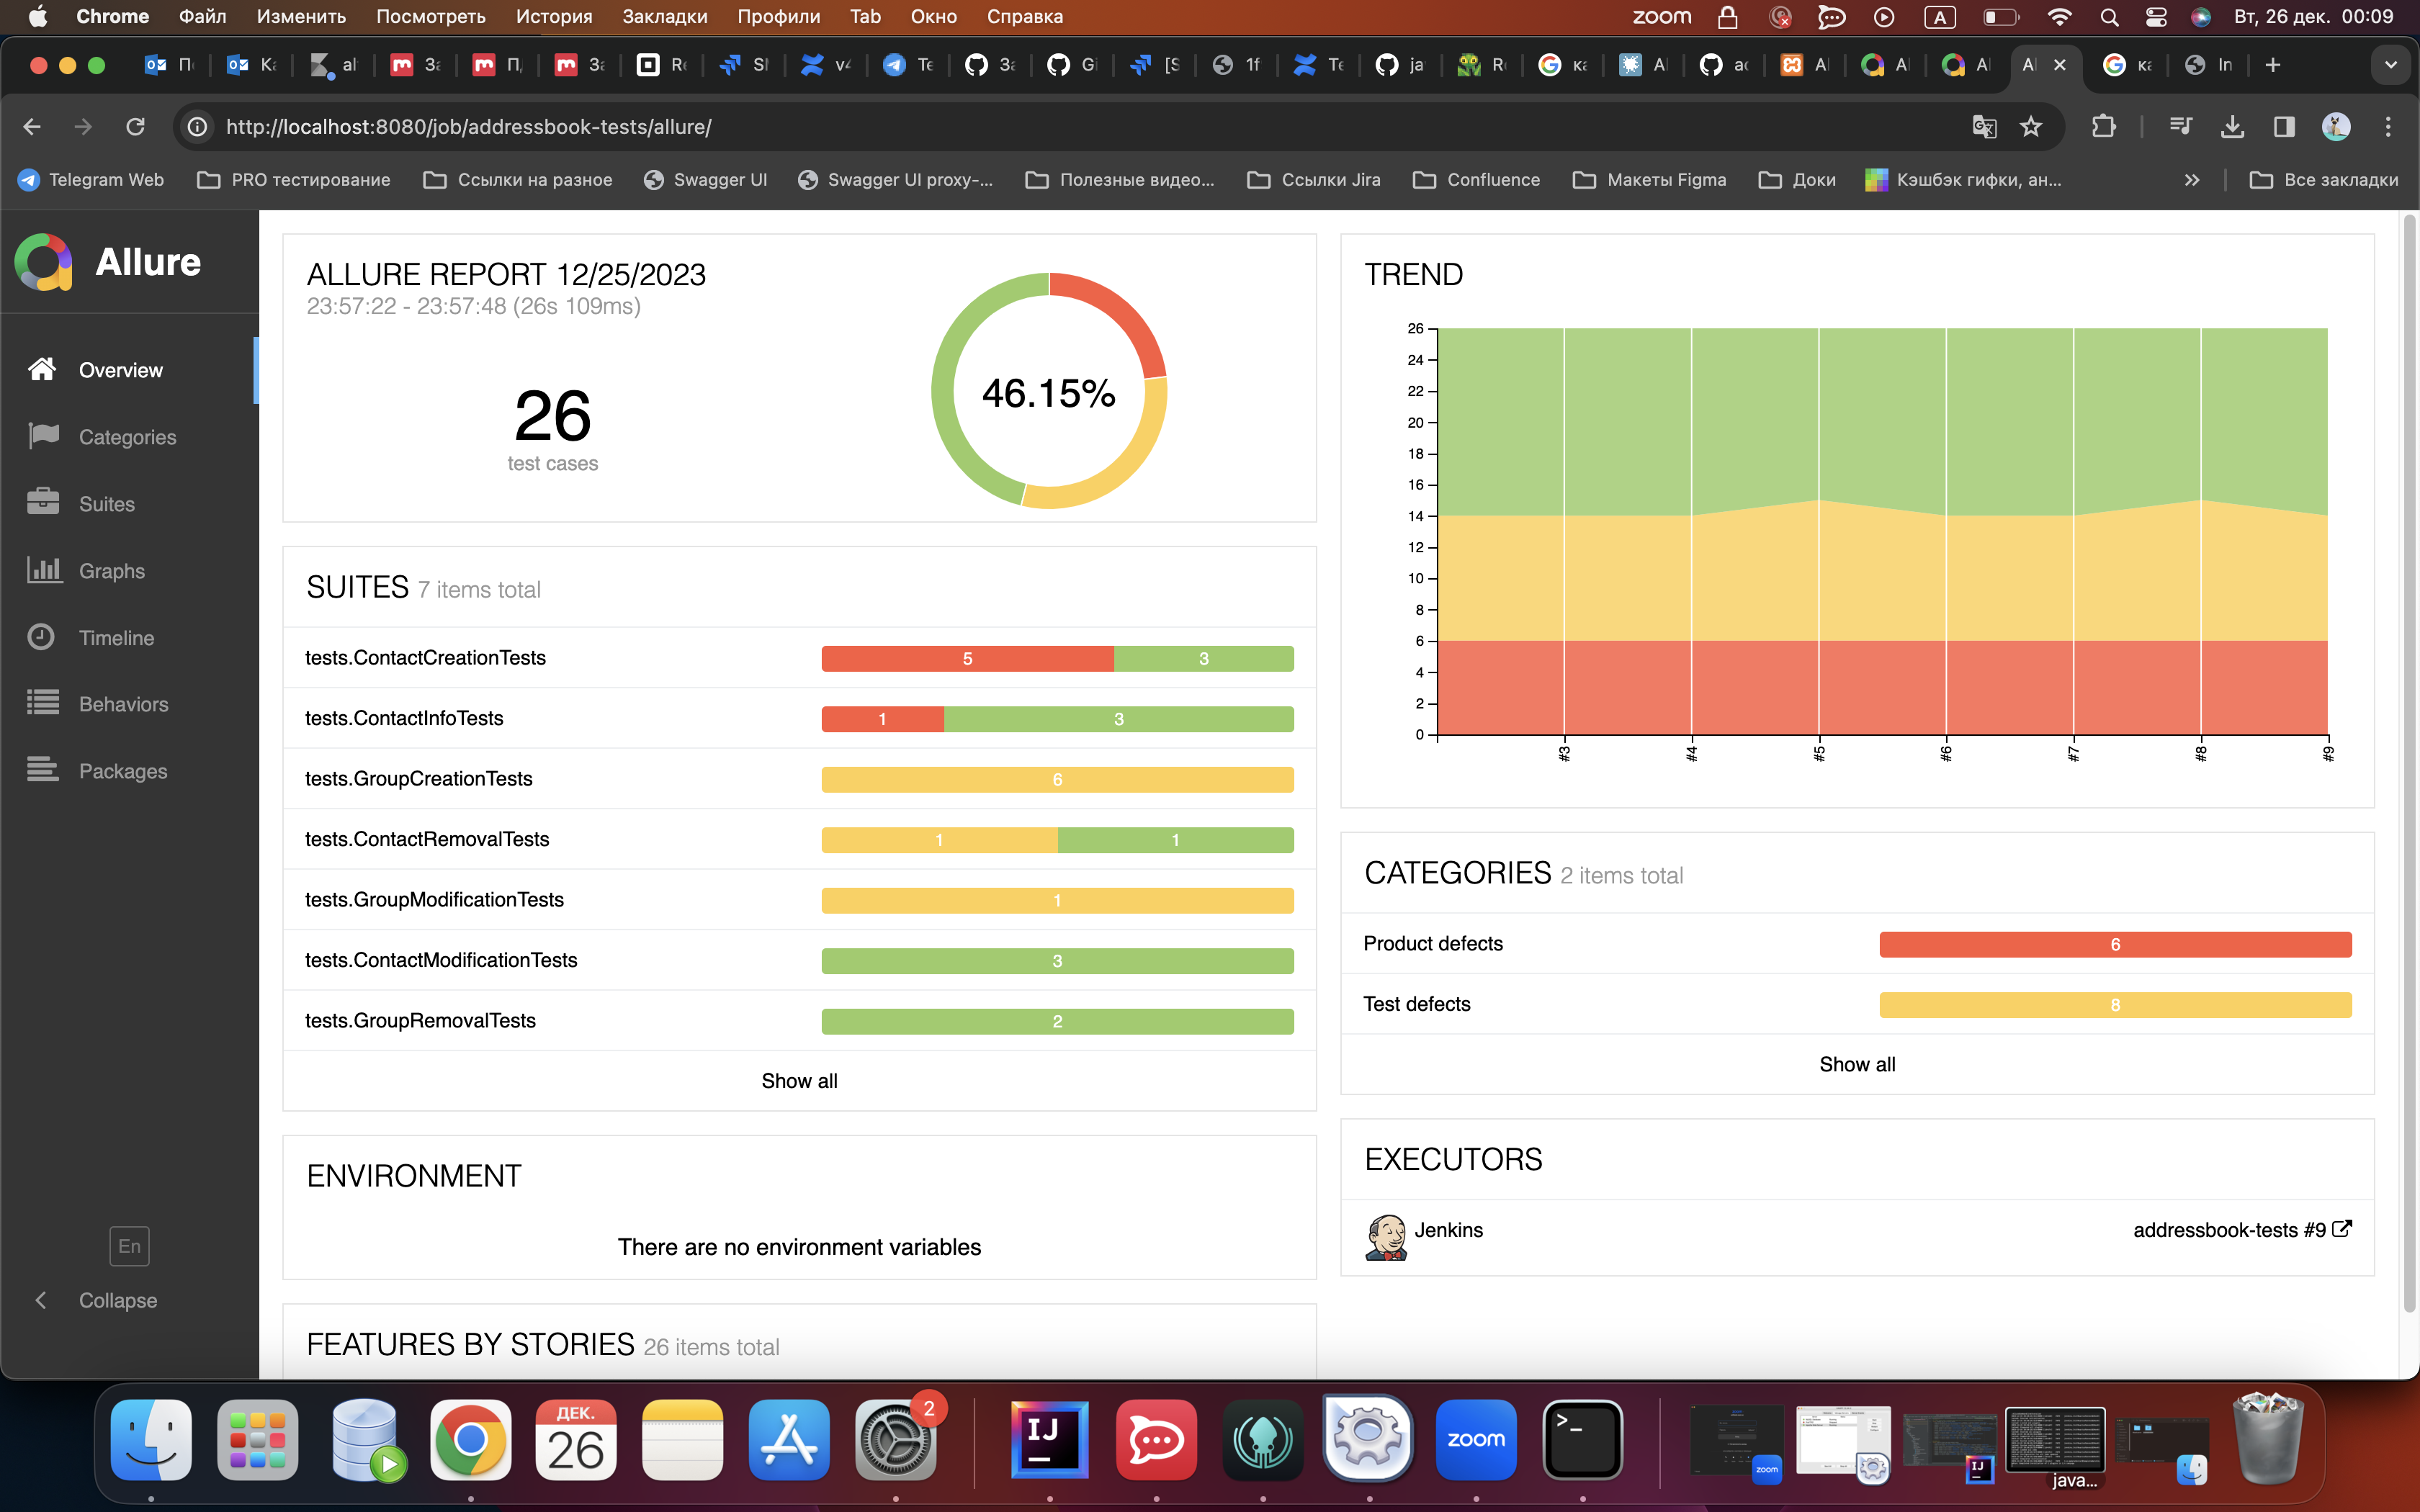 Chrome Файл Изменить Посмотреть История Закладки Профили Tab Окно Справка zoom A Вт, 26 дек. 00:09
http://localhost:8080/job/addressbook-tests/allure/
Telegram Web PRO тестирование Ссылки на разное Swagger UI Swagger UI proxy-... Полезные видео... Ссылки Jira Confluence Макеты Figma Доки Кэшбэк гифки, ан... » Все закладки
Allure
Overview
Categories
Suites
Graphs
Timeline
Behaviors
Packages
En
Collapse
ALLURE REPORT 12/25/2023
23:57:22 - 23:57:48 (26s 109ms)
26
test cases
46.15%
SUITES 7 items total
tests.ContactCreationTests 5 3
tests.ContactInfoTests 1 3
tests.GroupCreationTests 6
tests.ContactRemovalTests 1 1
tests.GroupModificationTests 1
tests.ContactModificationTests 3
tests.GroupRemovalTests 2
Show all
ENVIRONMENT
There are no environment variables
FEATURES BY STORIES 26 items total
TREND
26
24
22
20
18
16
14
12
10
8
6
4
2
0
#3 #4 #5 #6 #7 #8 #9
CATEGORIES 2 items total
Product defects 6
Test defects 8
Show all
EXECUTORS
Jenkins addressbook-tests #9
ДЕК.
26
2
IJ
zoom
zoom
IJ
java...